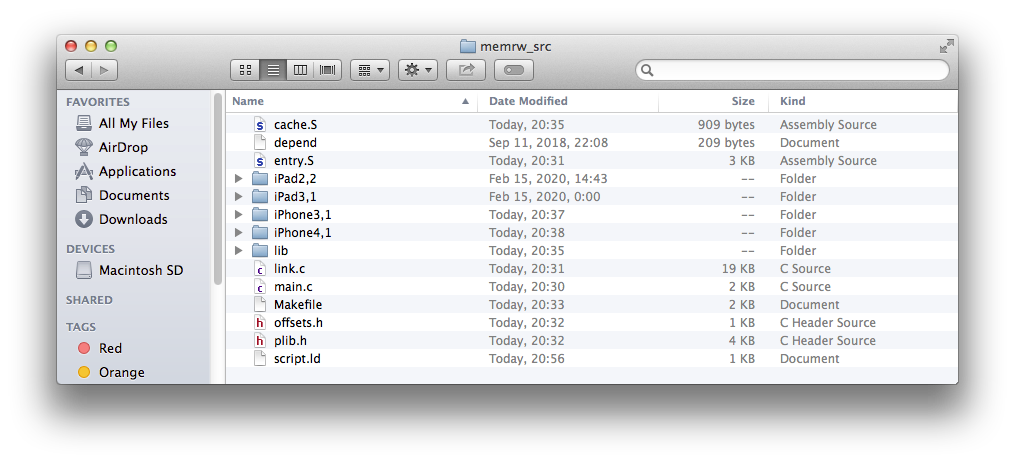 memrw_src
FAVORITES
All My Files
AirDrop
Applications
Documents
Downloads
DEVICES
Macintosh SD
SHARED
TAGS
Red
Orange
Name Date Modified Size Kind
cache.S Today, 20:35 909 bytes Assembly Source
depend Sep 11, 2018, 22:08 209 bytes Document
entry.S Today, 20:31 3 KB Assembly Source
iPad2,2 Feb 15, 2020, 14:43 -- Folder
iPad3,1 Feb 15, 2020, 0:00 -- Folder
iPhone3,1 Today, 20:37 -- Folder
iPhone4,1 Today, 20:38 -- Folder
lib Today, 20:35 -- Folder
link.c Today, 20:31 19 KB C Source
main.c Today, 20:30 2 KB C Source
Makefile Today, 20:33 2 KB Document
offsets.h Today, 20:32 1 KB C Header Source
plib.h Today, 20:32 4 KB C Header Source
script.ld Today, 20:56 1 KB Document